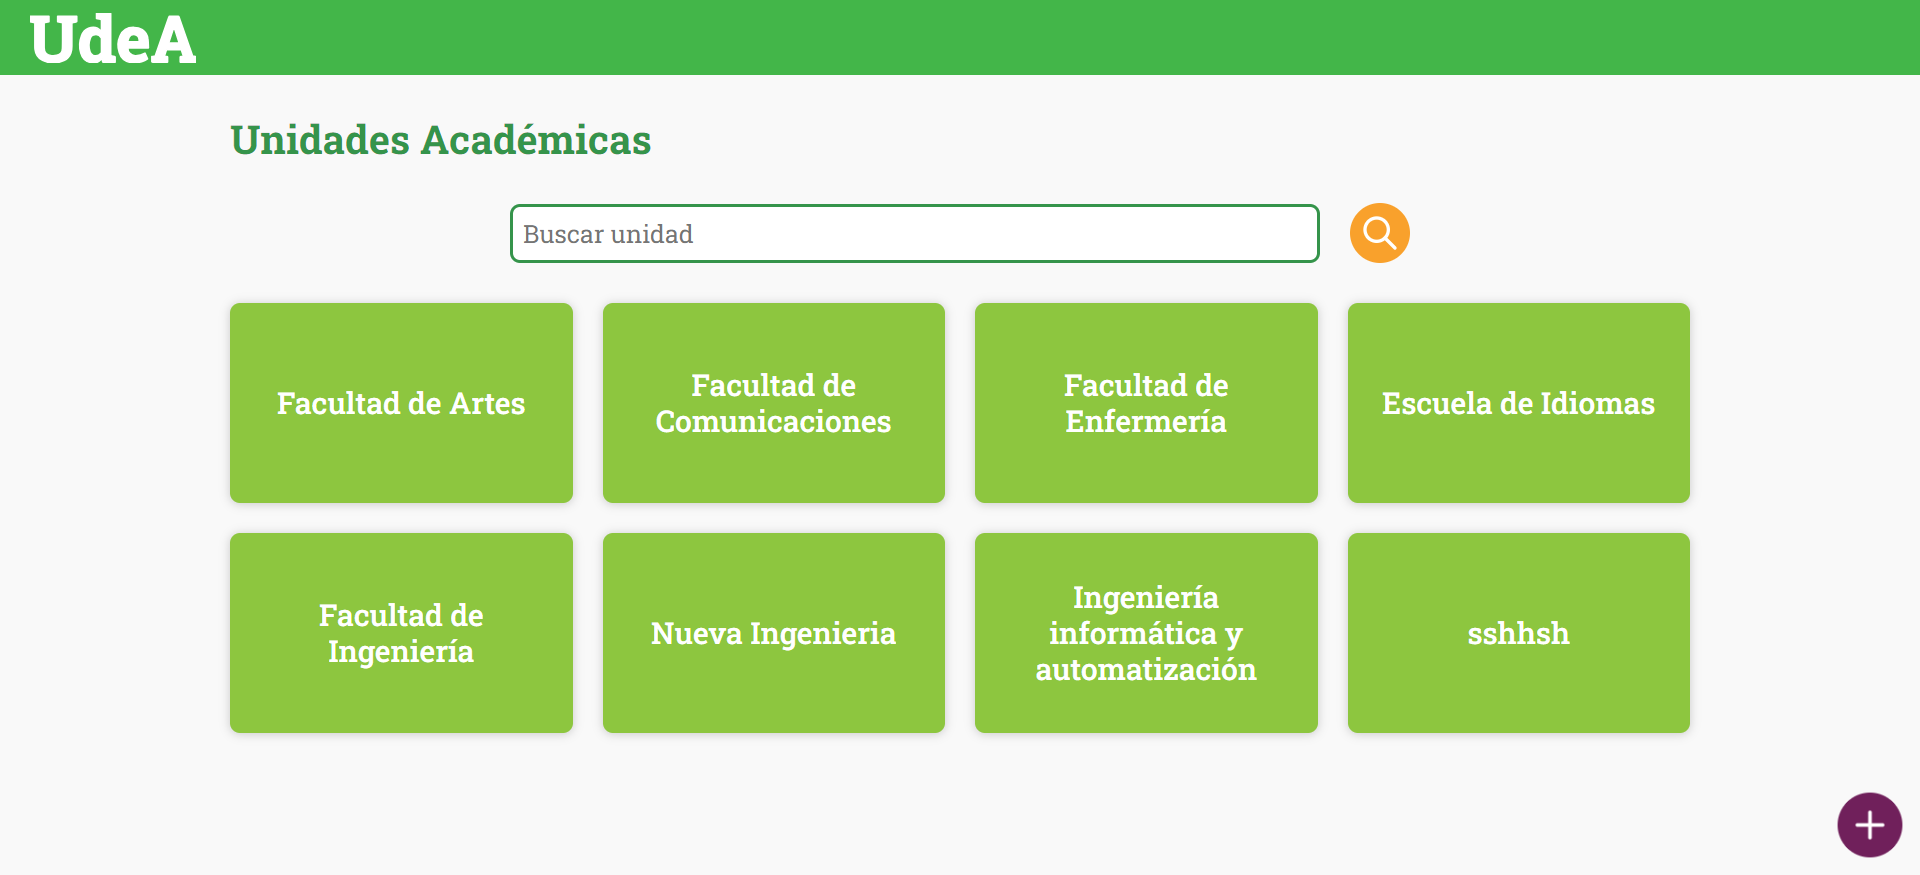 UdeA
Unidades Académicas
Buscar unidad
Facultad de Artes
Facultad de
Comunicaciones
Facultad de
Enfermería
Escuela de Idiomas
Facultad de
Ingeniería
Nueva Ingenieria
Ingeniería
informática y
automatización
sshhsh